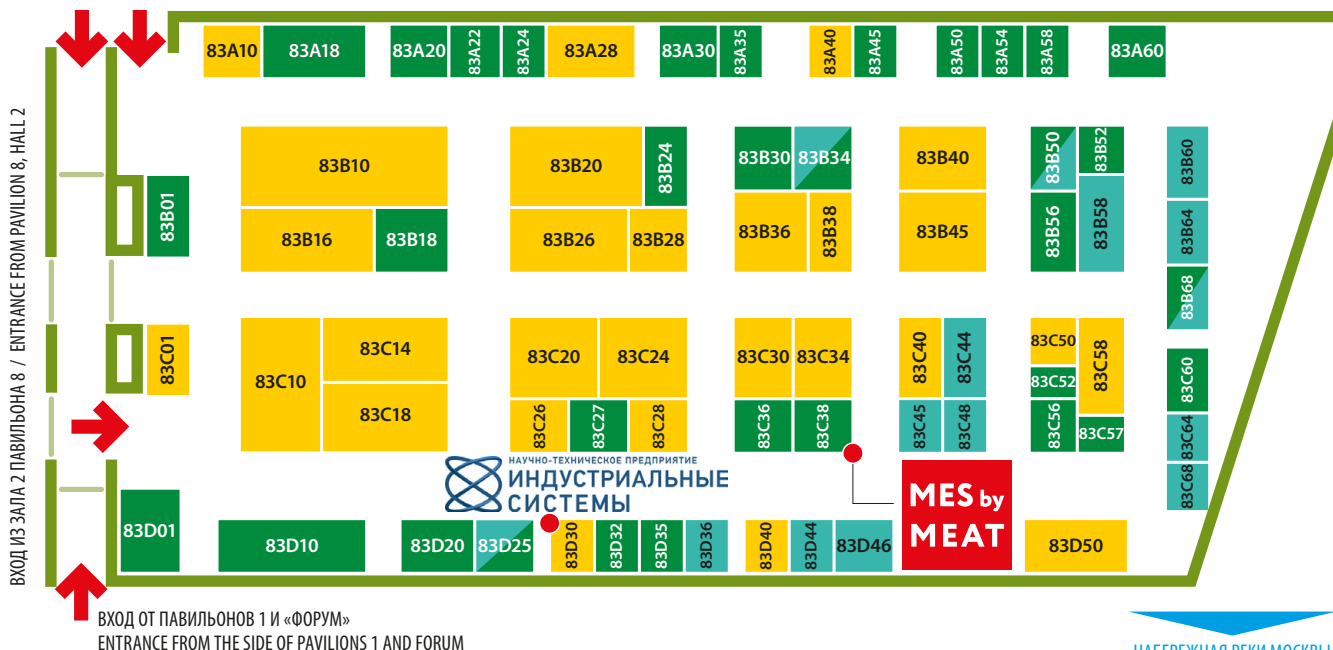 83A10
83A18
83A20
83A22
83A24
83A28
83A30
83A35
83A40
83A45
83A50
83A54
83A58
83A60
ВХОД ИЗ ЗАЛА 2 ПАВИЛЬОНА 8 / ENTRANCE FROM PAVILION 8, HALL 2
83B01
83B10
83B16
83B18
83B20
83B24
83B26
83B28
83B30
83B34
83B36
83B38
83B40
83B45
83B50
83B52
83B56
83B58
83B60
83B64
83B68
83C01
83C10
83C14
83C18
83C20
83C24
83C26
83C27
83C28
83C30
83C34
83C36
83C38
83C40
83C44
83C45
83C48
83C50
83C52
83C56
83C58
83C57
83C60
83C64
83C68
НАУЧНО-ТЕХНИЧЕСКОЕ ПРЕДПРИЯТИЕ
ИНДУСТРИАЛЬНЫЕ
СИСТЕМЫ
MES by
MEAT
83D01
83D10
83D20
83D25
83D30
83D32
83D35
83D36
83D40
83D44
83D46
83D50
ВХОД ОТ ПАВИЛЬОНОВ 1 И «ФОРУМ»
ENTRANCE FROM THE SIDE OF PAVILIONS 1 AND FORUM
НАБЕРЕЖНАЯ РЕКИ МОСКВЫ